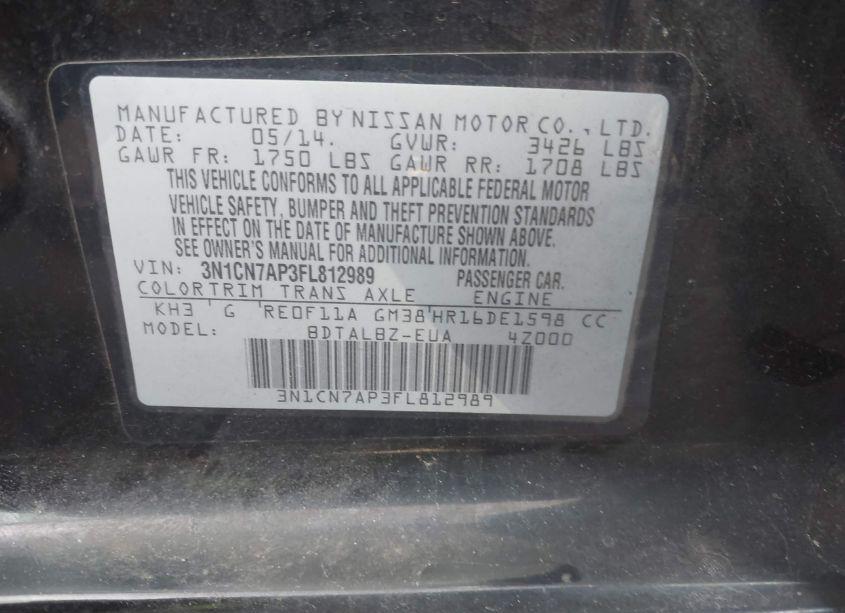 MANUFACTURED BY NISSAN MOTOR CO., LTD.
DATE: 05/14. GVWR: 3426 LBS
GAWR FR: 1750 LBS GAWR RR: 1708 LBS
THIS VEHICLE CONFORMS TO ALL APPLICABLE FEDERAL MOTOR
VEHICLE SAFETY, BUMPER AND THEFT PREVENTION STANDARDS
IN EFFECT ON THE DATE OF MANUFACTURE SHOWN ABOVE.
SEE OWNER'S MANUAL FOR ADDITIONAL INFORMATION.
VIN: 3N1CN7AP3FL812989 PASSENGER CAR.
COLOR TRIM TRANS AXLE ENGINE
KH3 G RE0F11A GM38 HR16DE1598 CC
MODEL: BDTALBZ-EUA 4Z000
3N1CN7AP3FL812989